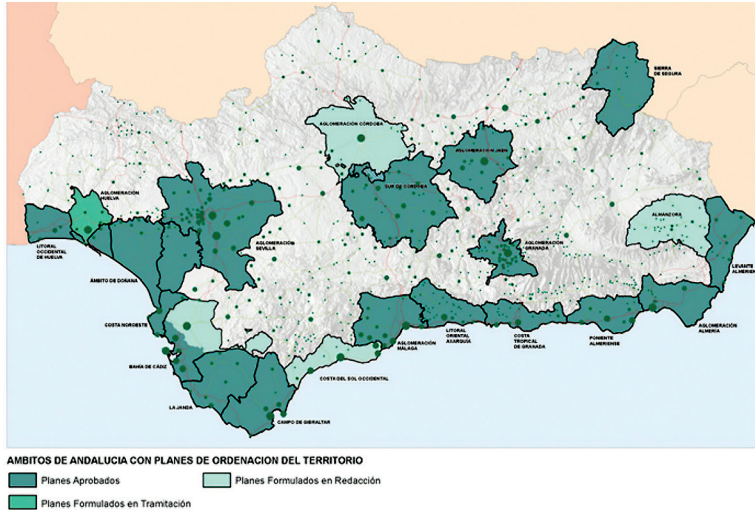 SIERRA
DE SEGURA
AGLOMERACIÓN CÓRDOBA
AGLOMERACIÓN JAÉN
SUR DE CÓRDOBA
AGLOMERACIÓN
HUELVA
ALMANZORA
LITORAL
OCCIDENTAL
DE HUELVA
AGLOMERACIÓN
SEVILLA
AGLOMERACIÓN
GRANADA
LEVANTE
ALMERIENSE
ÁMBITO DE DOÑANA
COSTA NOROESTE
BAHÍA DE CÁDIZ
LA JANDA
CAMPO DE GIBRALTAR
COSTA DEL SOL OCCIDENTAL
AGLOMERACIÓN
MÁLAGA
LITORAL
ORIENTAL
AXARQUÍA
COSTA
TROPICAL
DE GRANADA
PONIENTE
ALMERIENSE
AGLOMERACIÓN
ALMERÍA
AMBITOS DE ANDALUCIA CON PLANES DE ORDENACION DEL TERRITORIO
Planes Aprobados
Planes Formulados en Redacción
Planes Formulados en Tramitación